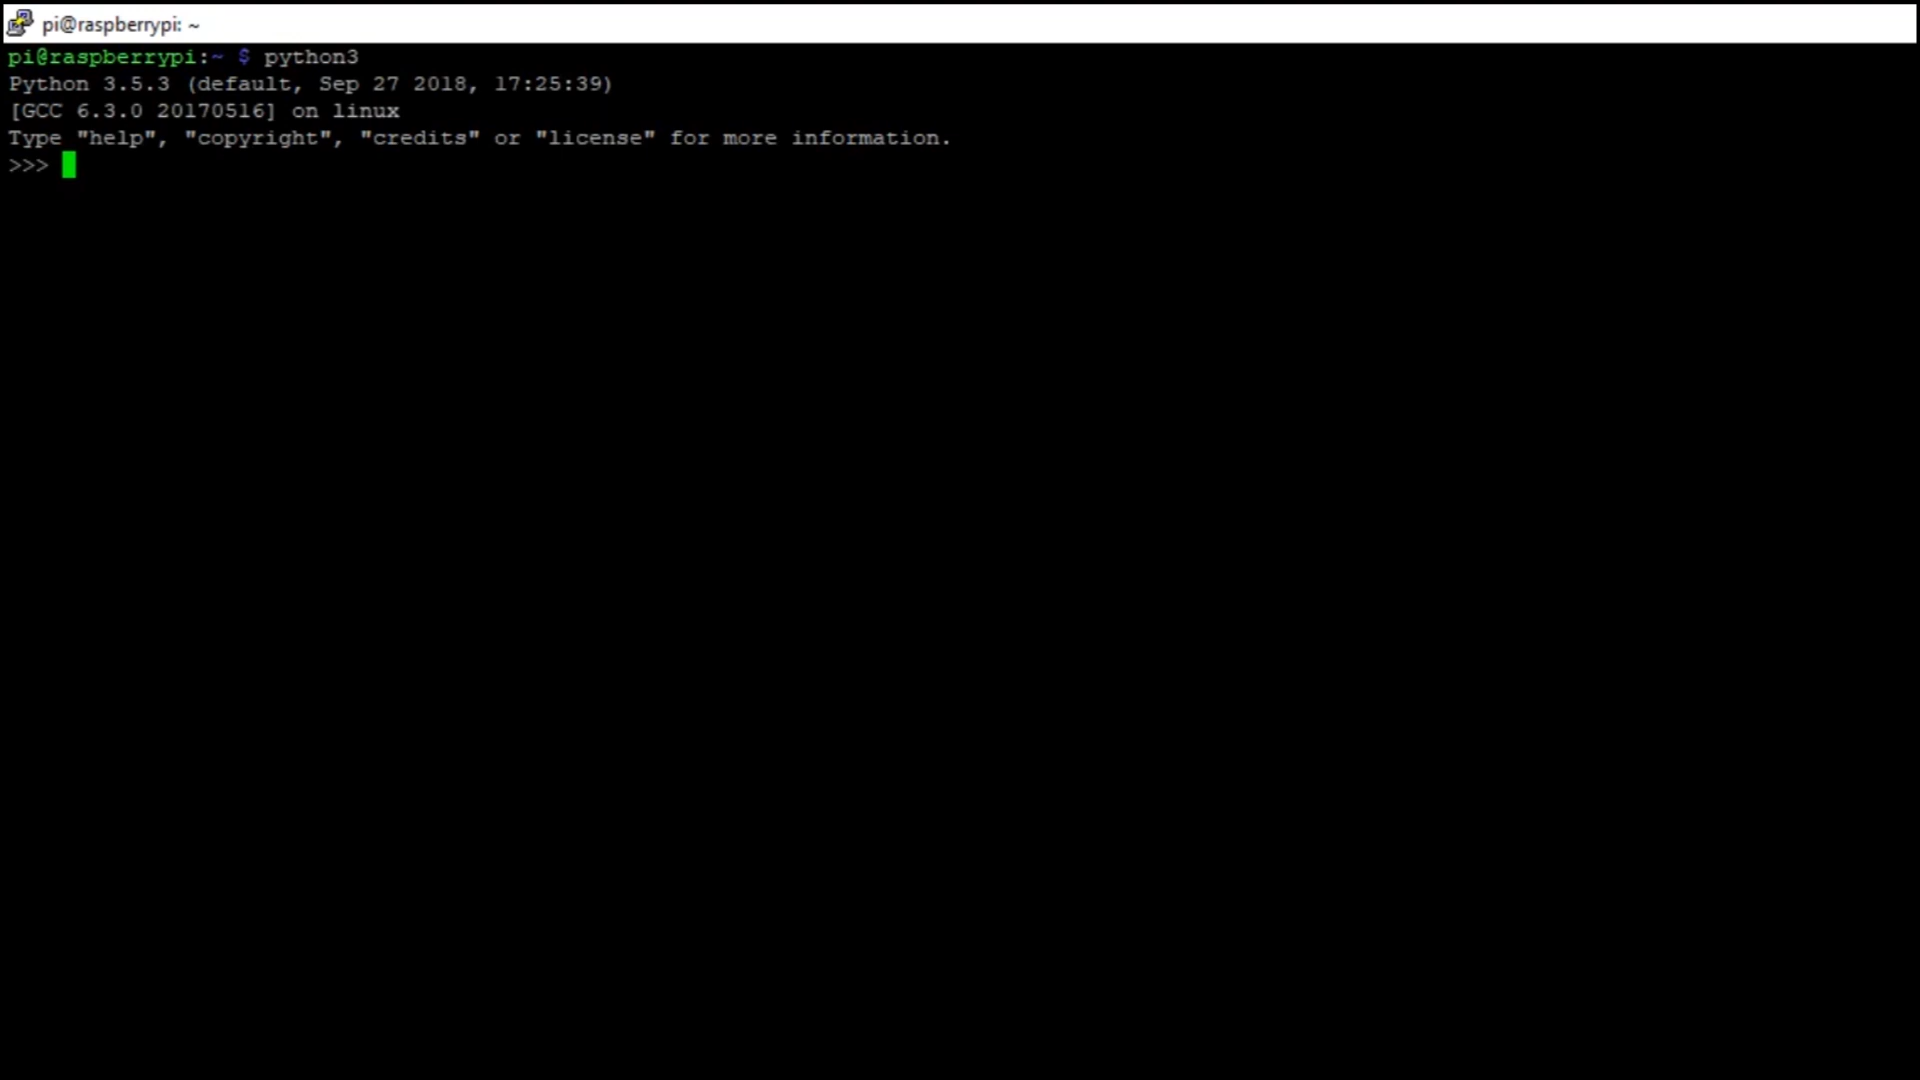 pi@raspberrypi: ~
pi@raspberrypi:~ $ python3
Python 3.5.3 (default, Sep 27 2018, 17:25:39)
[GCC 6.3.0 20170516] on linux
Type "help", "copyright", "credits" or "license" for more information.
>>>